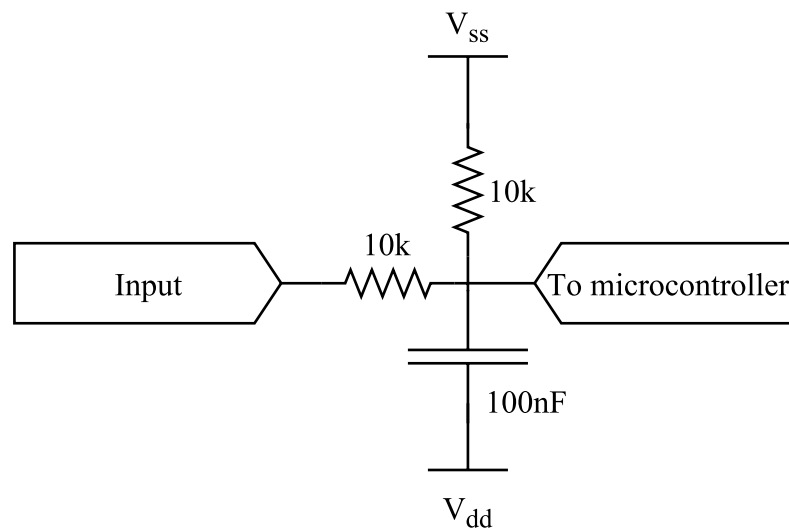 Vss
10k
10k
Input
To microcontroller
100nF
Vdd